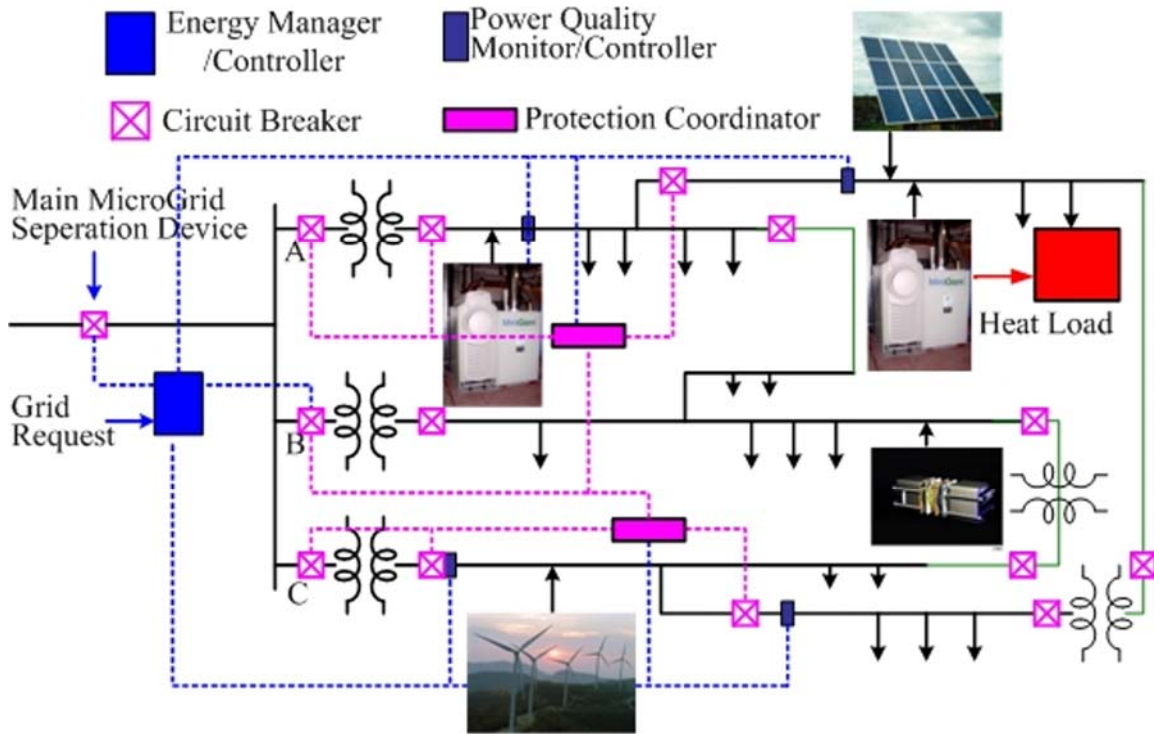 Energy Manager
/Controller
Power Quality
Monitor/Controller
Circuit Breaker
Protection Coordinator
Main MicroGrid
Seperation Device
A
Heat Load
Grid
Request
B
C